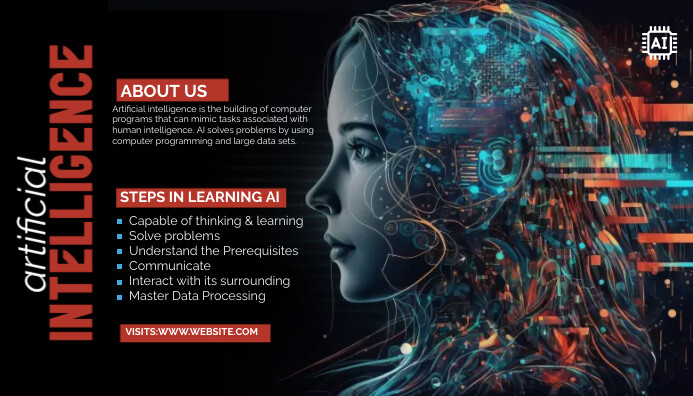 artificial
INTELLIGENCE
AI
ABOUT US
Artificial intelligence is the building of computer
programs that can mimic tasks associated with
human intelligence. AI solves problems by using
computer programming and large data sets.
STEPS IN LEARNING AI
Capable of thinking & learning
Solve problems
Understand the Prerequisites
Communicate
Interact with its surrounding
Master Data Processing
VISITS:WWW.WEBSITE.COM